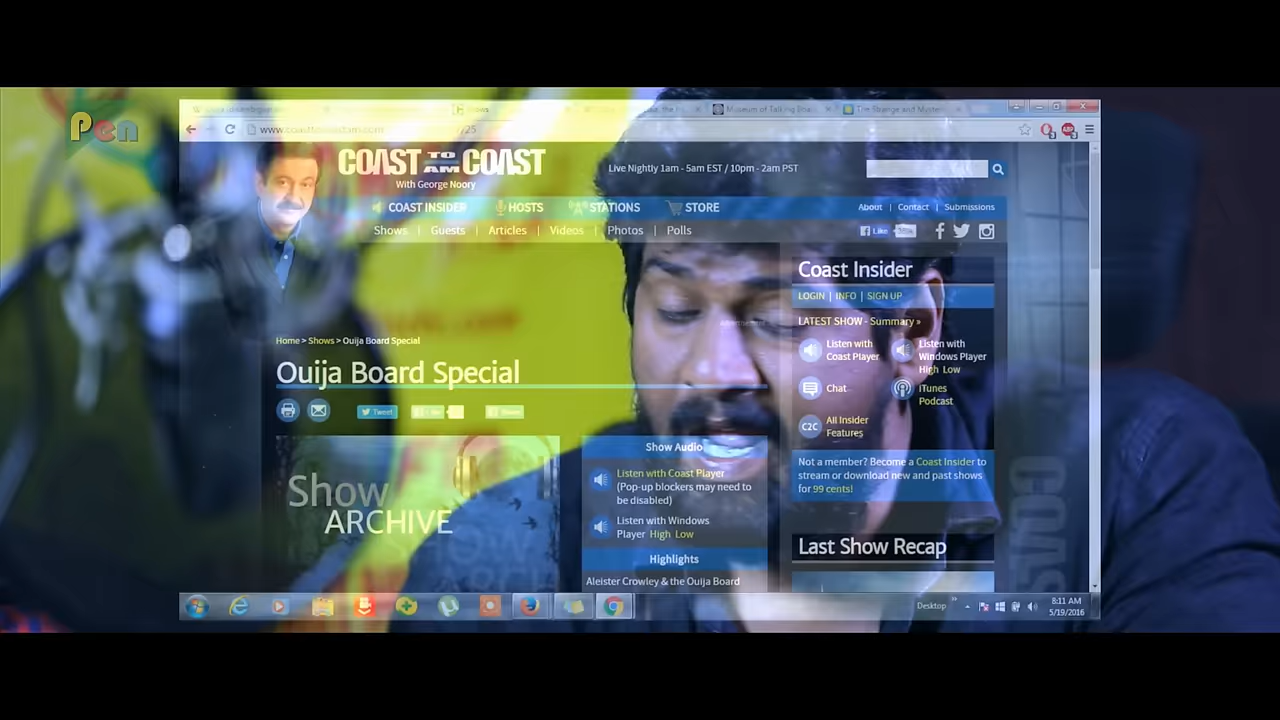 Pen
Shows
Museum of Talking Boa
The Strange and Myster
COAST TO AM COAST
With George Noory
Live Nightly 1am - 5am EST / 10pm - 2am PST
COAST INSIDER HOSTS STATIONS STORE
About | Contact | Submissions
Shows | Guests | Articles | Videos | Photos | Polls
Like
Coast Insider
LOGIN | INFO | SIGN UP
LATEST SHOW - Summary »
Listen with Coast Player
Listen with Windows Player
High Low
Chat
iTunes Podcast
C2C
All Insider Features
Not a member? Become a Coast Insider to
stream or download new and past shows
for 99 cents!
Last Show Recap
Home > Shows > Ouija Board Special
Ouija Board Special
Tweet
Show
ARCHIVE
Show Audio
Listen with Coast Player
(Pop-up blockers may need to
be disabled)
Listen with Windows
Player High Low
Highlights
Aleister Crowley & the Ouija Board
Desktop
8:11 AM
5/19/2016